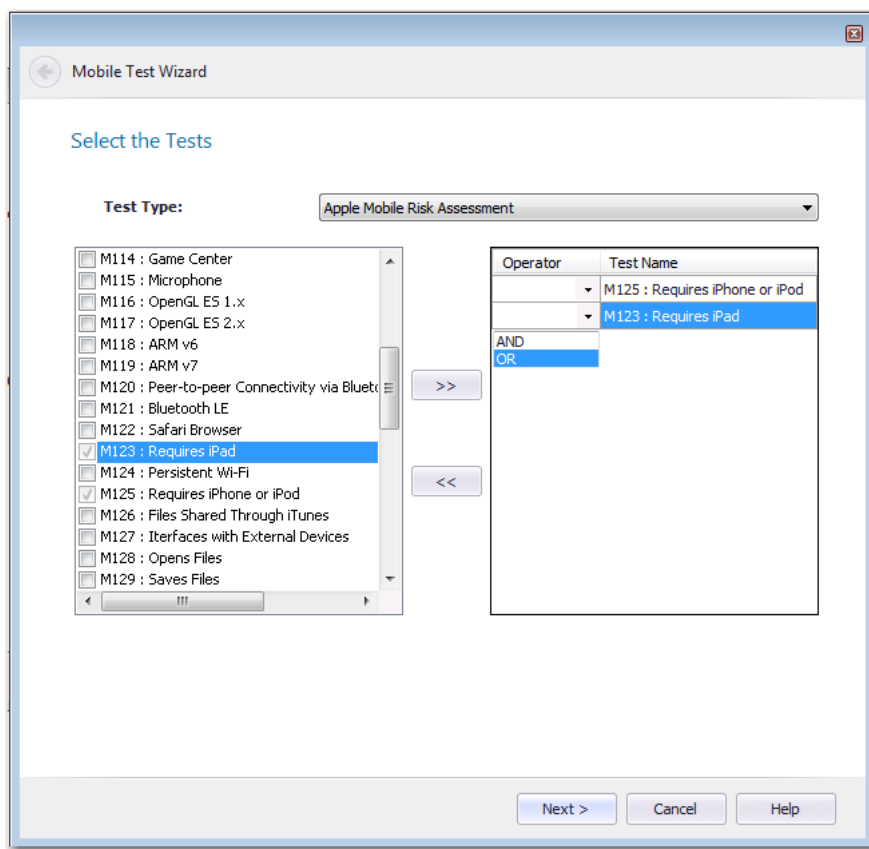 Mobile Test Wizard
Select the Tests
Test Type:
Apple Mobile Risk Assessment
M114 : Game Center
M115 : Microphone
M116 : OpenGL ES 1.x
M117 : OpenGL ES 2.x
M118 : ARM v6
M119 : ARM v7
M120 : Peer-to-peer Connectivity via Blueto
M121 : Bluetooth LE
M122 : Safari Browser
M123 : Requires iPad
M124 : Persistent Wi-Fi
M125 : Requires iPhone or iPod
M126 : Files Shared Through iTunes
M127 : Iterfaces with External Devices
M128 : Opens Files
M129 : Saves Files
>>
<<
Operator Test Name
M125 : Requires iPhone or iPod
M123 : Requires iPad
AND
OR
Next > Cancel Help